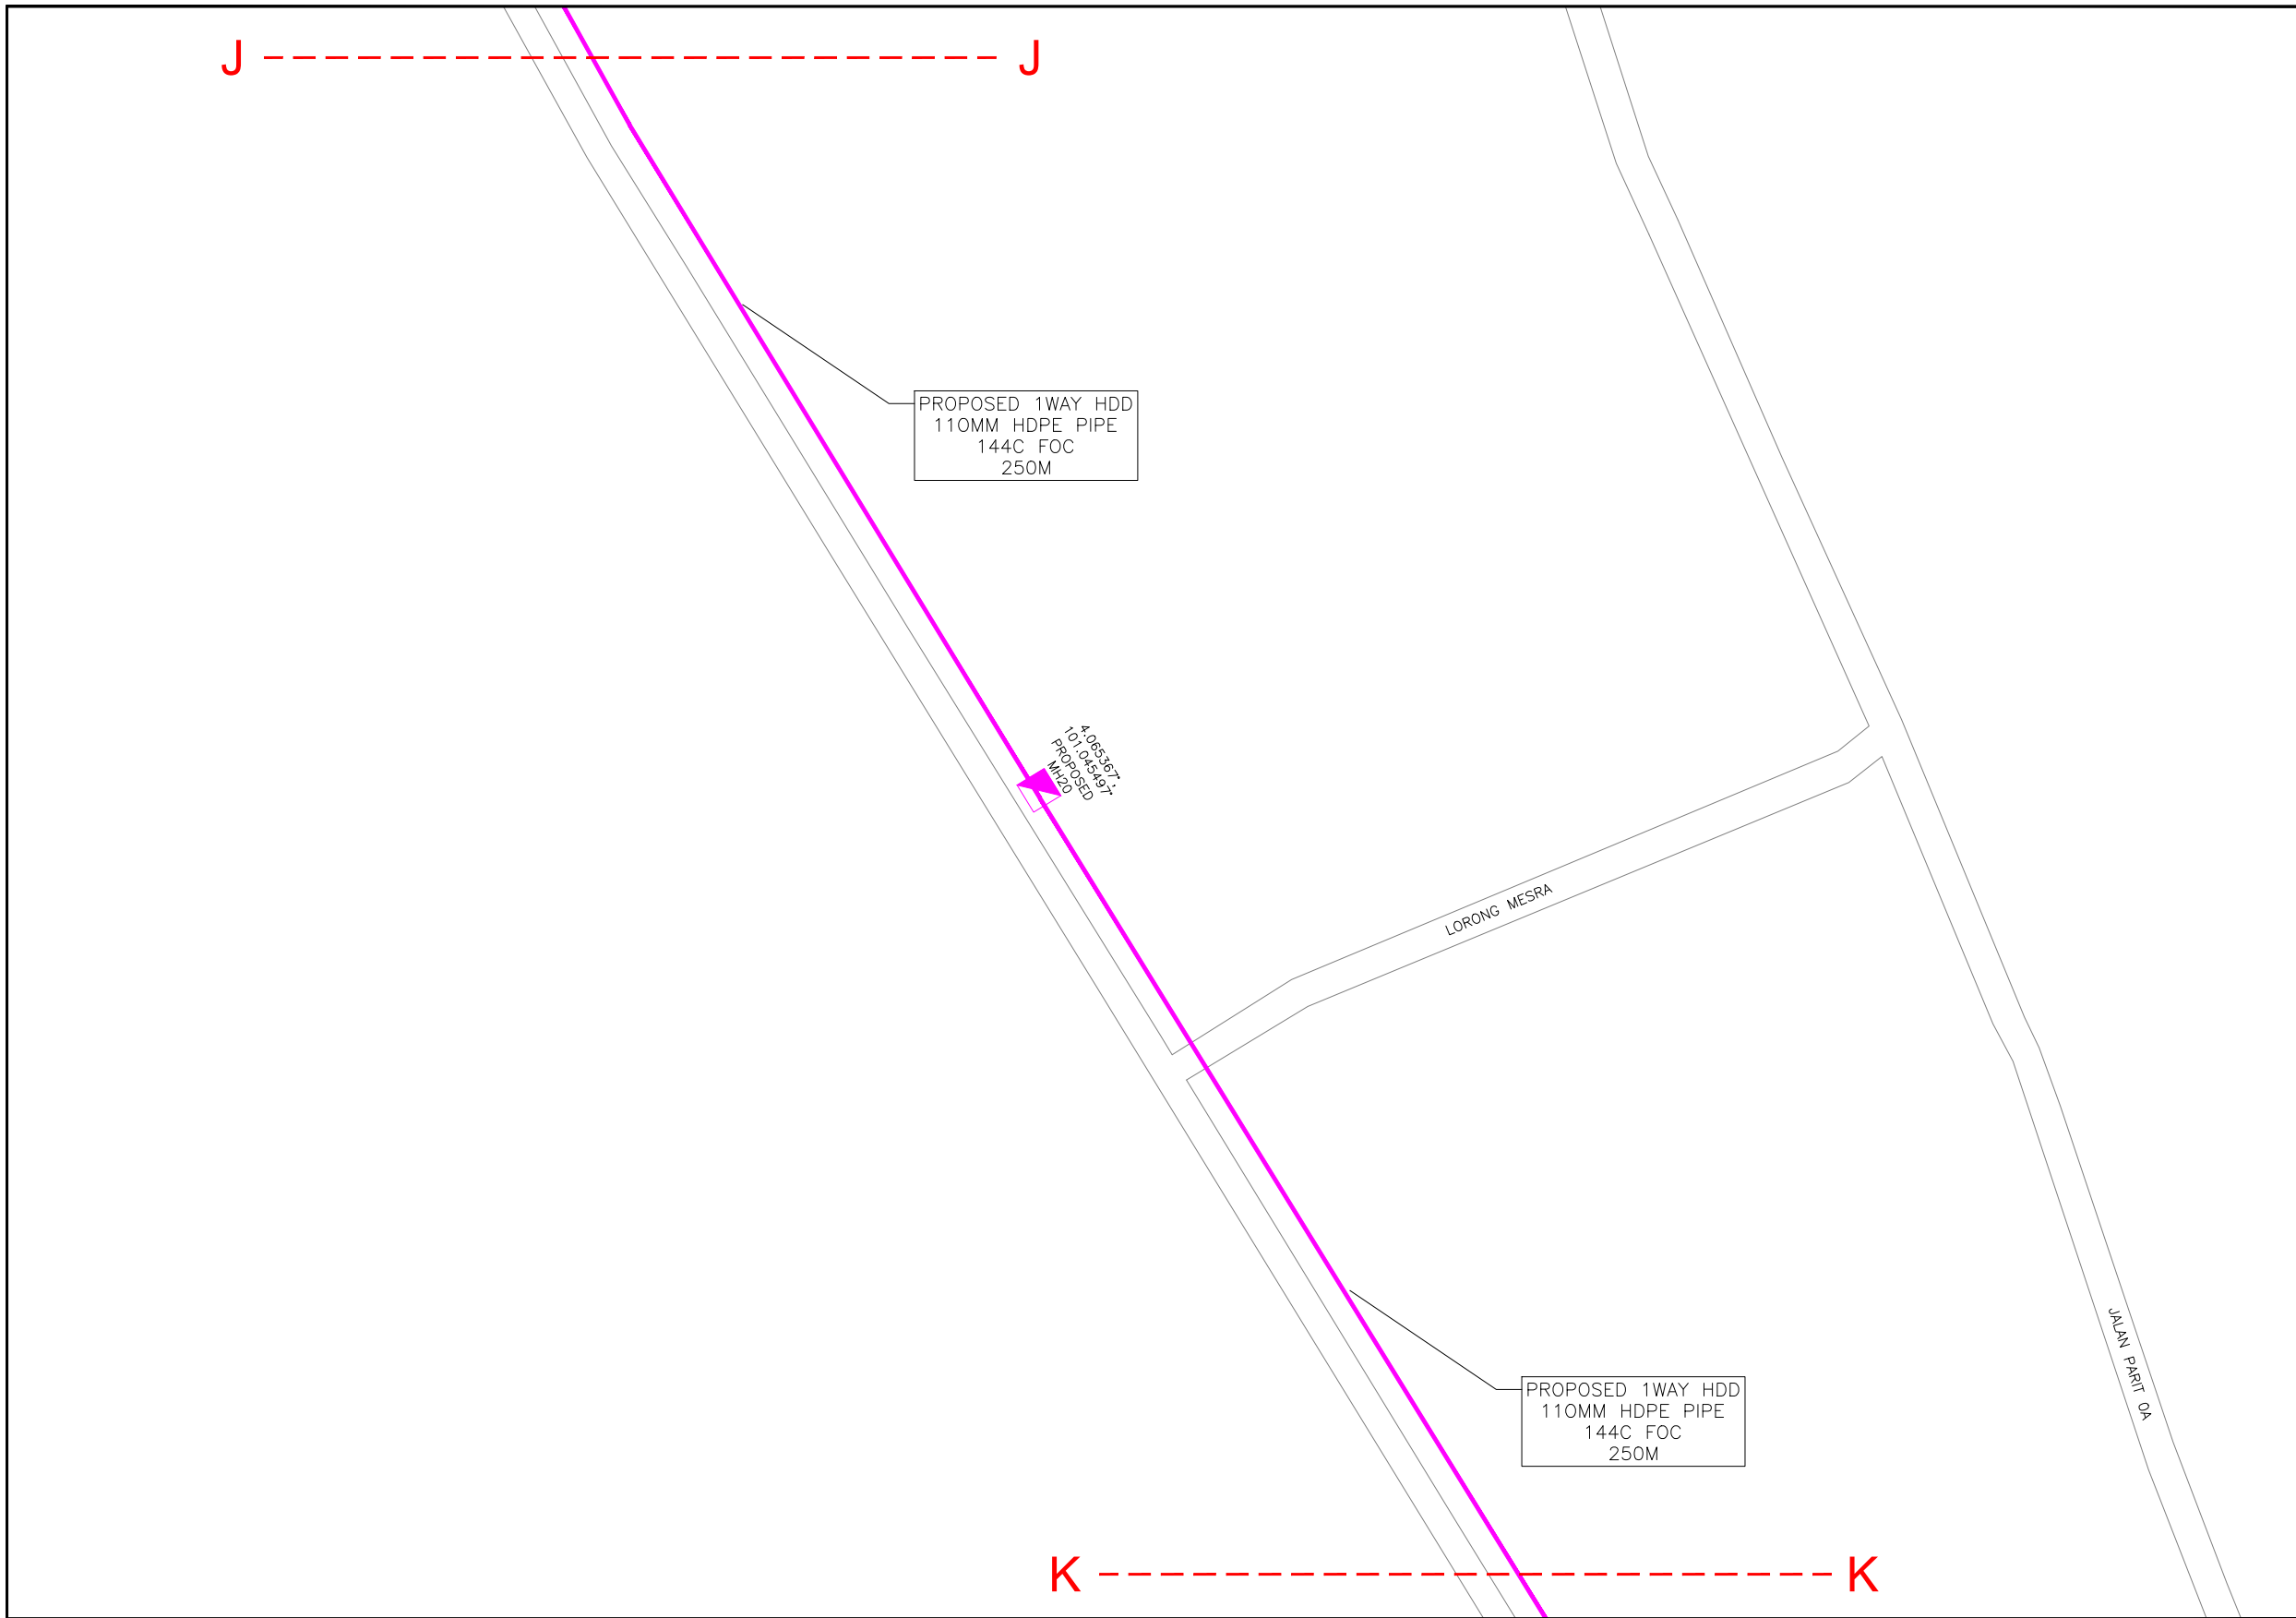 J J
PROPOSED 1WAY HDD
110MM HDPE PIPE
144C FOC
250M
4.065367°,
101.045497°
PROPOSED
MH20
LORONG MESRA
JALAN PARIT 0A
PROPOSED 1WAY HDD
110MM HDPE PIPE
144C FOC
250M
K K